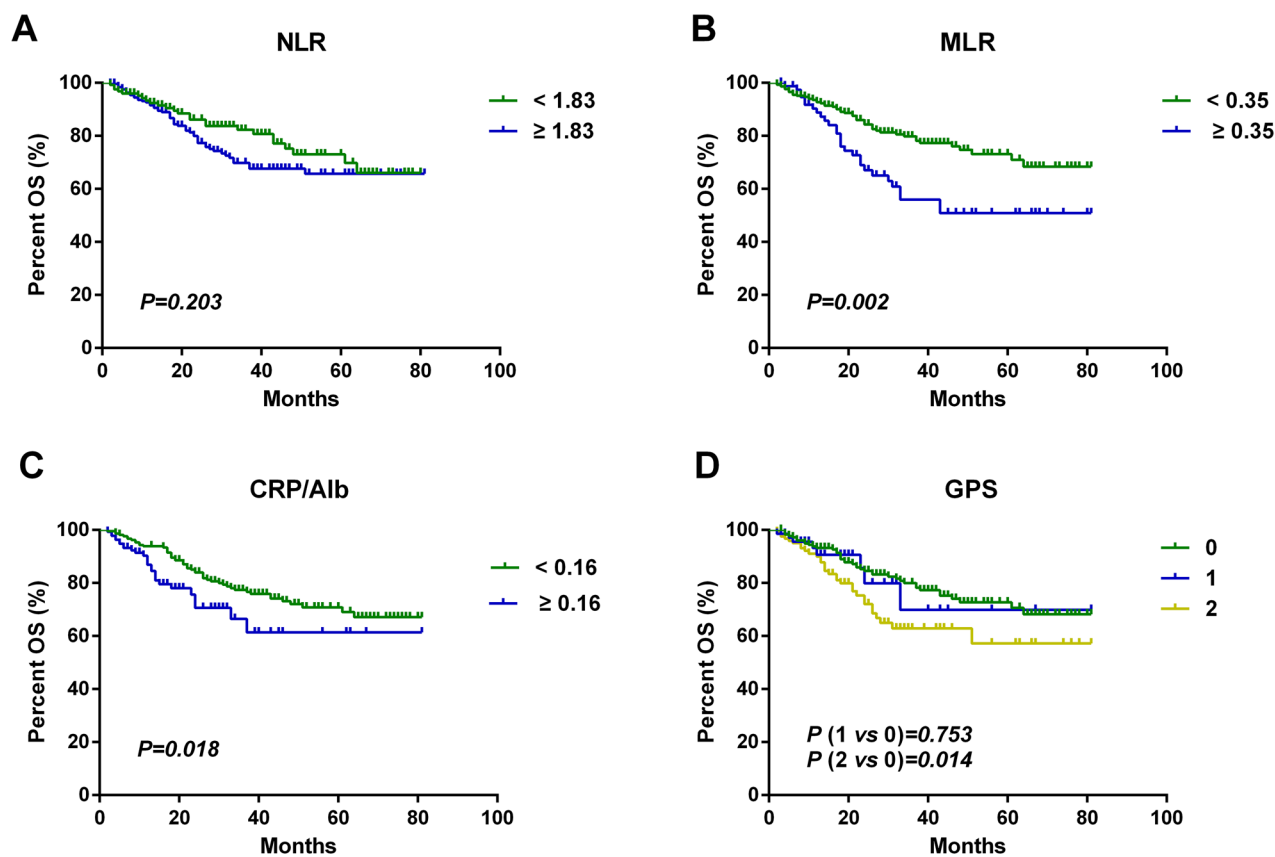 A
NLR
Percent OS (%)
100
80
60
40
20
0
0 20 40 60 80 100
Months
< 1.83
≥ 1.83
P=0.203
B
MLR
Percent OS (%)
100
80
60
40
20
0
0 20 40 60 80 100
Months
< 0.35
≥ 0.35
P=0.002
C
CRP/Alb
Percent OS (%)
100
80
60
40
20
0
0 20 40 60 80 100
Months
< 0.16
≥ 0.16
P=0.018
D
GPS
Percent OS (%)
100
80
60
40
20
0
0 20 40 60 80 100
Months
0
1
2
P (1 vs 0)=0.753
P (2 vs 0)=0.014